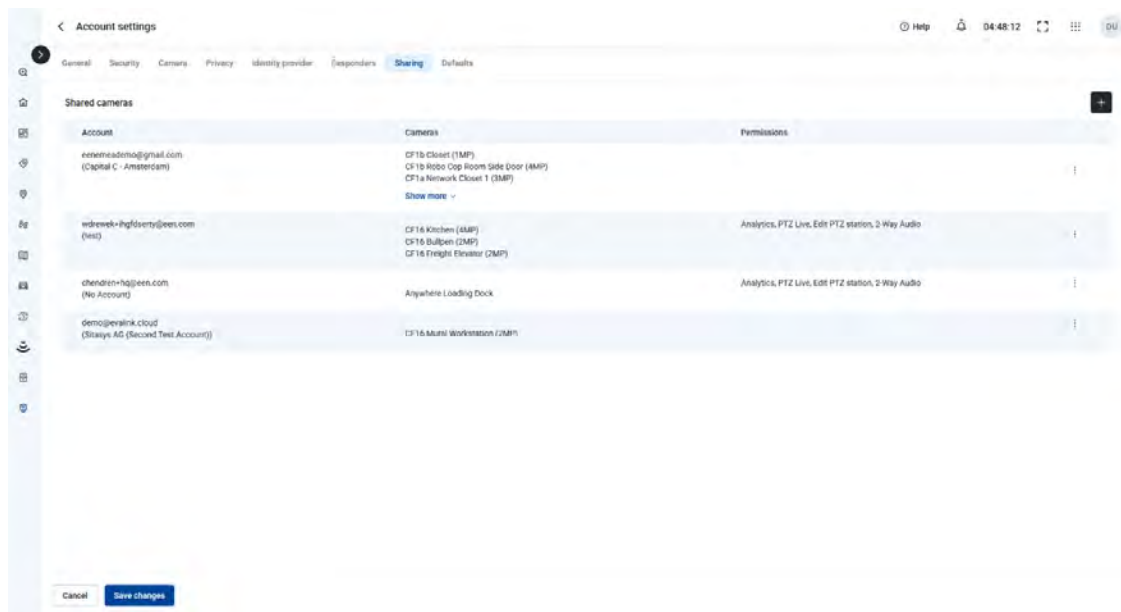 Account settings
Help
04:48:12
DU
General Security Camera Privacy Identity provider Responders Sharing Defaults
Shared cameras
+
Account Cameras Permissions
eenemeademo@gmail.com
(Capital C - Amsterdam)
CF1b Closet (1MP)
CF1b Robo Cop Room Side Door (4MP)
CF1a Network Closet 1 (3MP)
Show more
(test)
CF16 Kitchen (4MP)
CF16 Bullpen (2MP)
CF16 Freight Elevator (2MP)
Analytics, PTZ Live, Edit PTZ station, 2-Way Audio
chendren+hq@een.com
(No Account)
Anywhere Loading Dock
Analytics, PTZ Live, Edit PTZ station, 2-Way Audio
demo@evalink.cloud
(Sitasys AG (Second Test Account))
CF16 Mural Workstation (2MP)
Cancel
Save changes